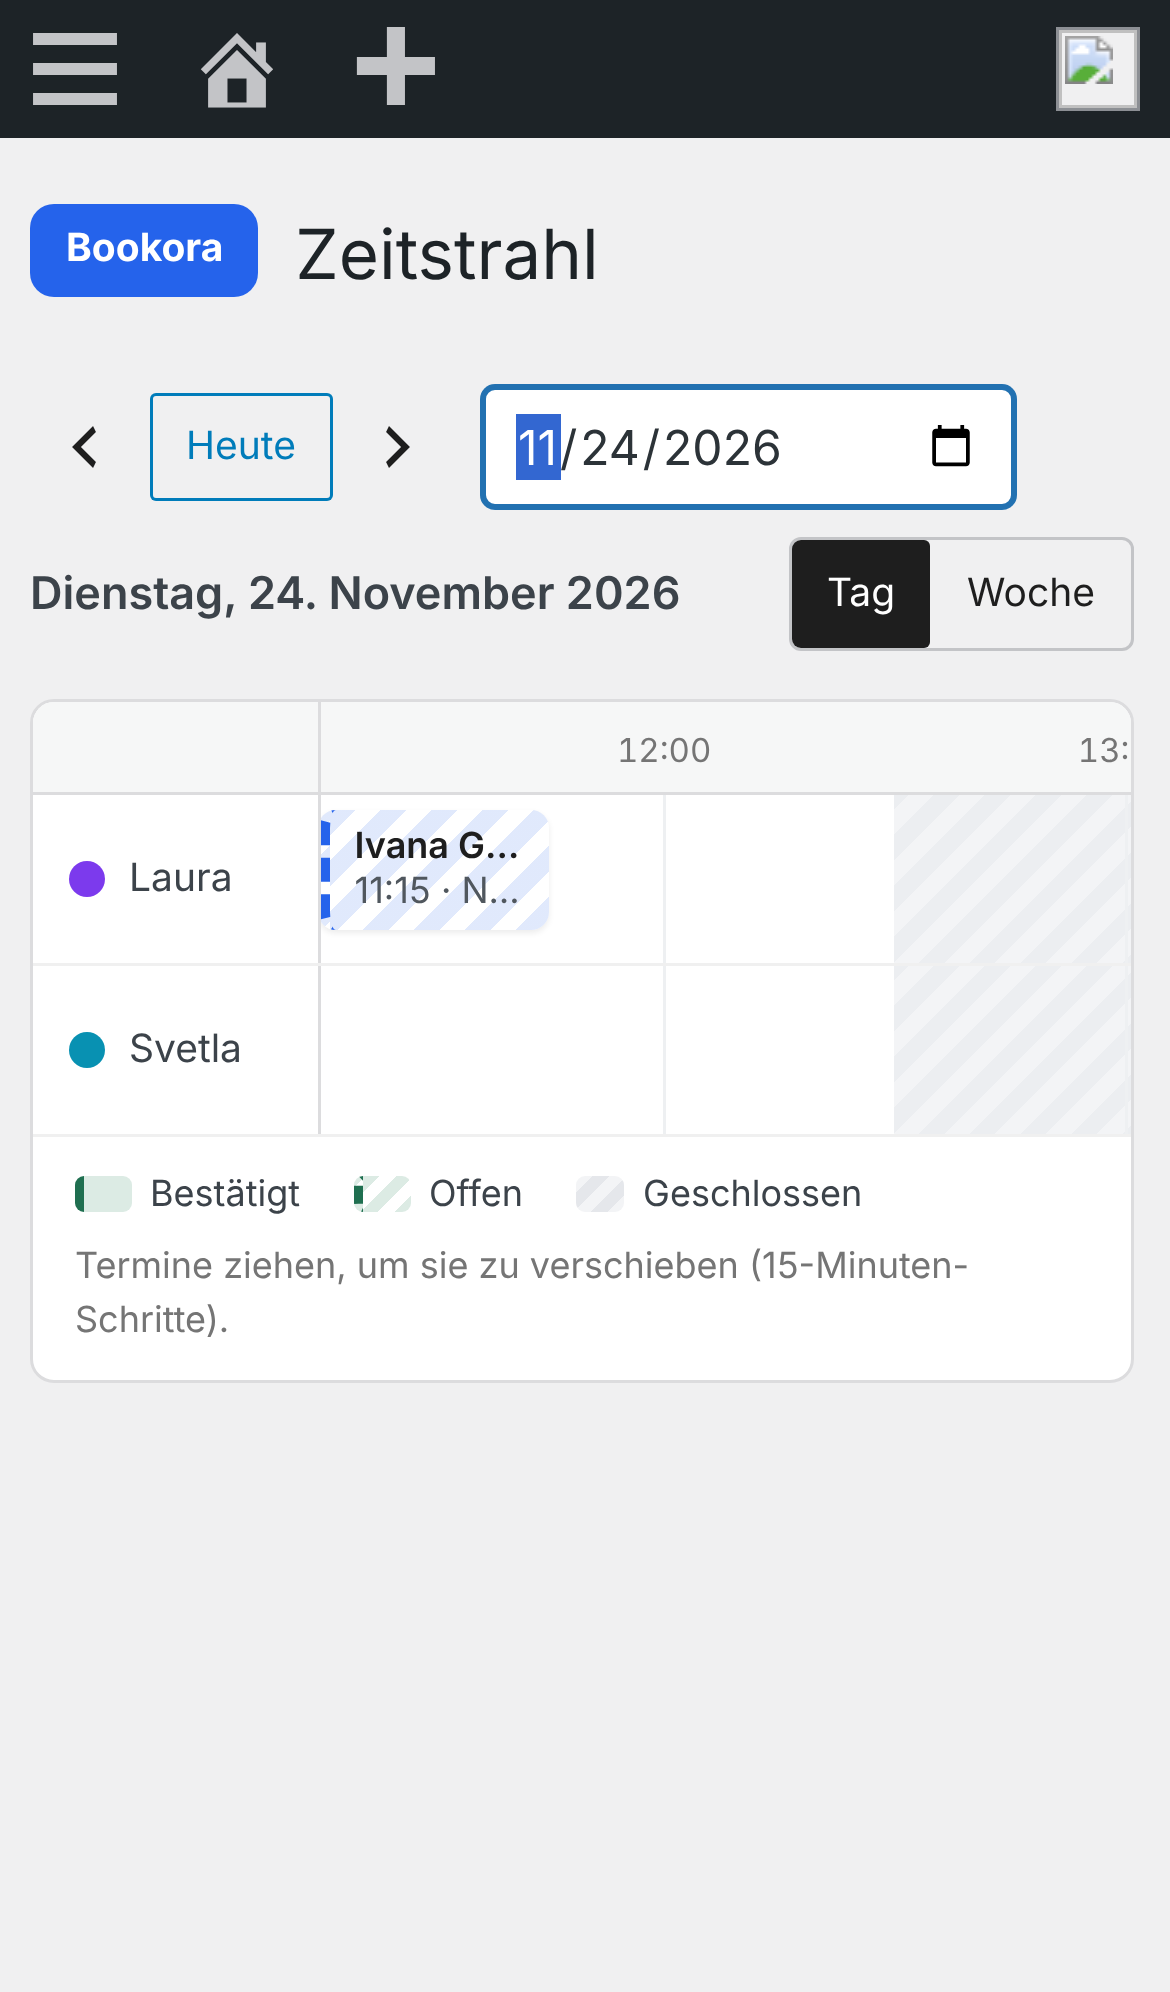 Bookora
Zeitstrahl
Heute
11/24/2026
Dienstag, 24. November 2026
Tag
Woche
12:00
13:
Laura
Ivana G...
11:15 · N...
Svetla
Bestätigt
Offen
Geschlossen
Termine ziehen, um sie zu verschieben (15-Minuten-
Schritte).